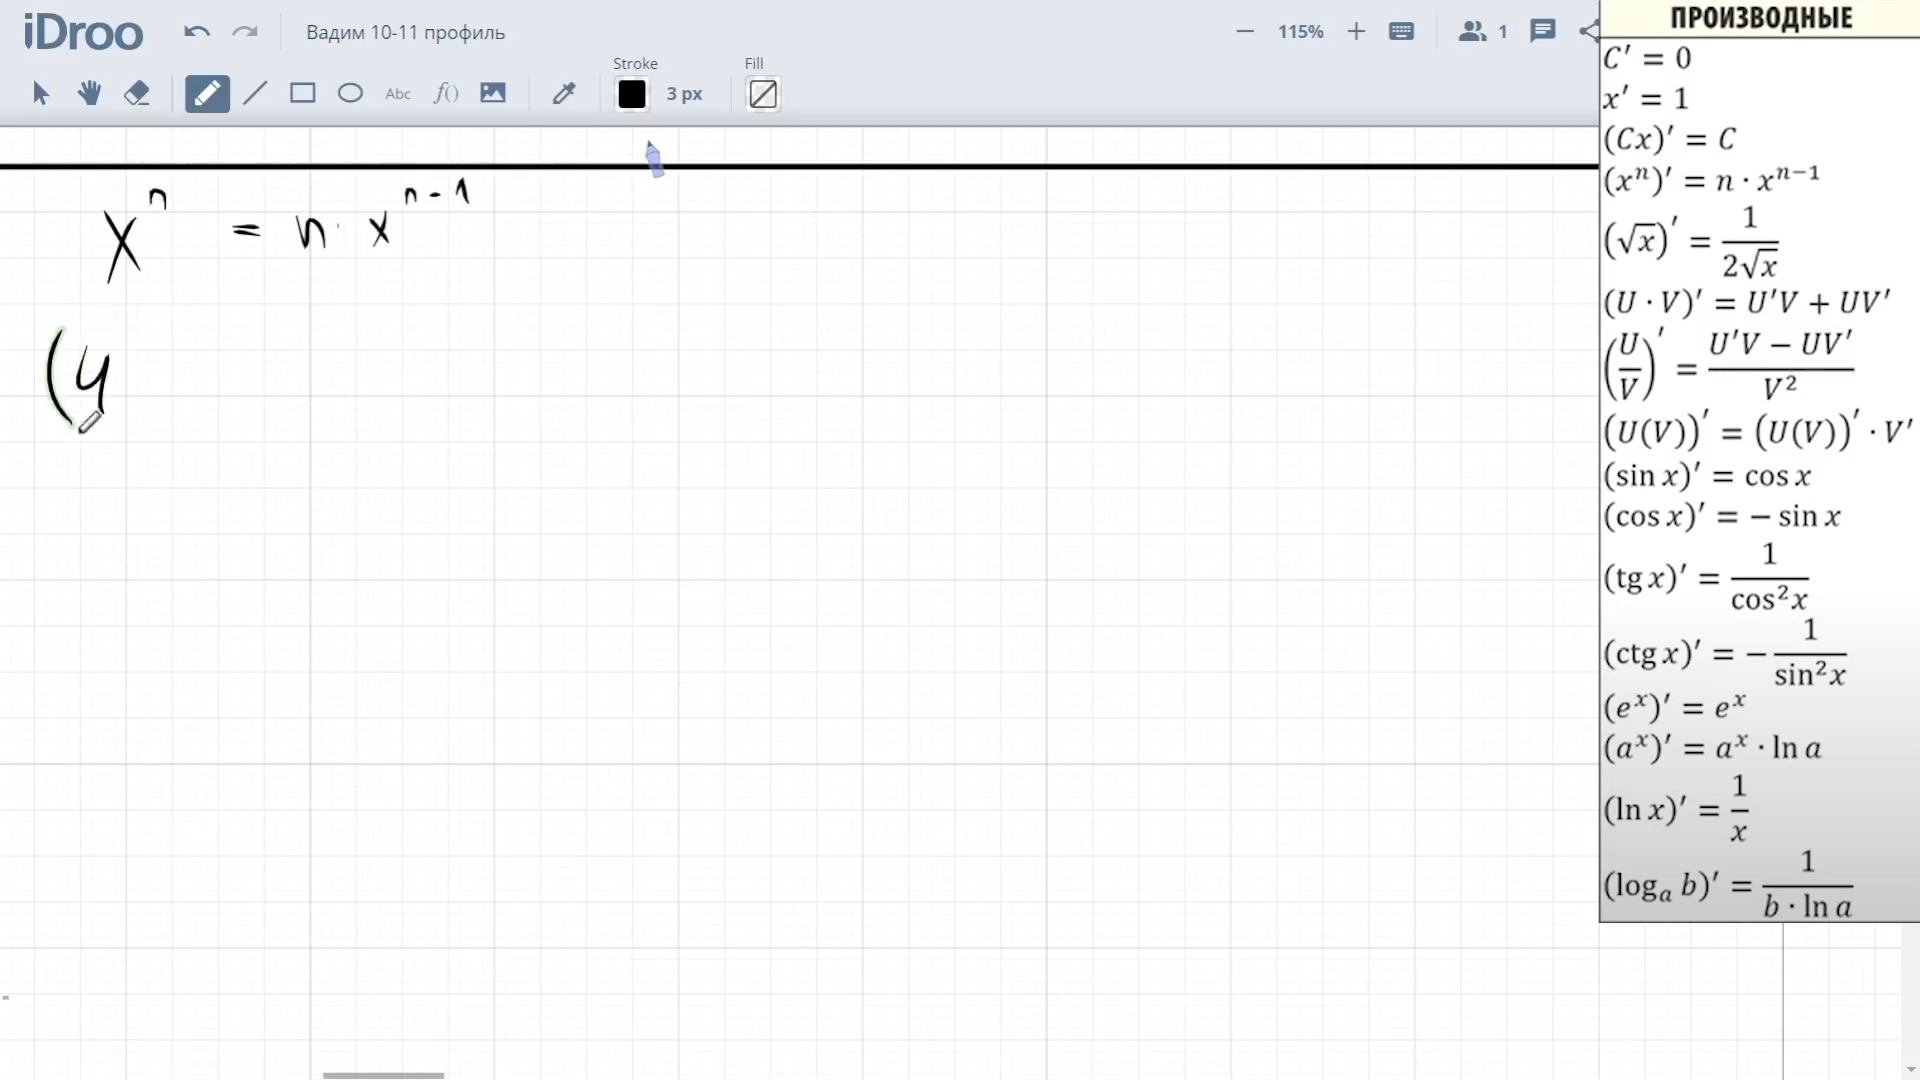 iDroo
Вадим 10-11 профиль
115%
1
Stroke
Fill
Abc
f()
3 px
xⁿ = n · xⁿ⁻¹
(4
ПРОИЗВОДНЫЕ
C′ = 0
x′ = 1
(Cx)′ = C
(xⁿ)′ = n · xⁿ⁻¹
(√x)′ = 1/(2√x)
(U · V)′ = U′V + UV′
(U/V)′ = (U′V − UV′)/V²
(U(V))′ = (U(V))′ · V′
(sin x)′ = cos x
(cos x)′ = − sin x
(tg x)′ = 1/cos²x
(ctg x)′ = −1/sin²x
(eˣ)′ = eˣ
(aˣ)′ = aˣ · ln a
(ln x)′ = 1/x
(logₐ b)′ = 1/(b · ln a)